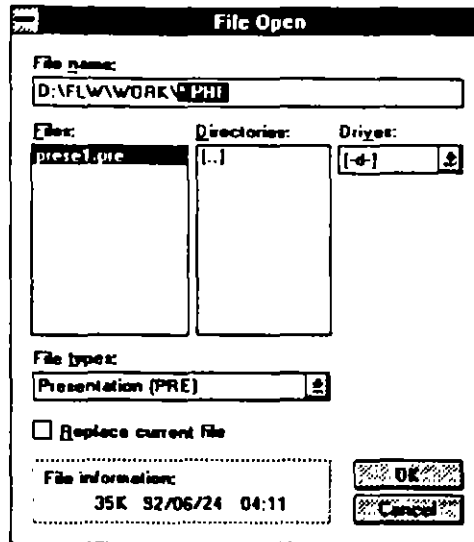 File Open
File name:
D:\FLW\WORK\*.PRE
Files:
Directories:
Drives:
prese1.pre
[..]
[-d-]
File types:
Presentation (PRE)
Replace current file
File information:
35K 92/06/24 04:11
OK
Cancel